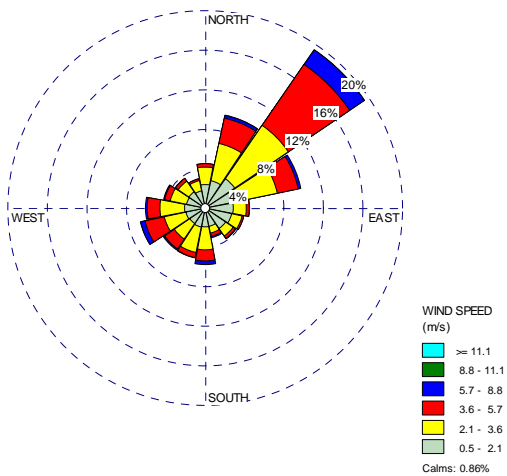 NORTH
20%
16%
12%
8%
4%
WEST
EAST
SOUTH
WIND SPEED
(m/s)
>= 11.1
8.8 - 11.1
5.7 - 8.8
3.6 - 5.7
2.1 - 3.6
0.5 - 2.1
Calms: 0.86%